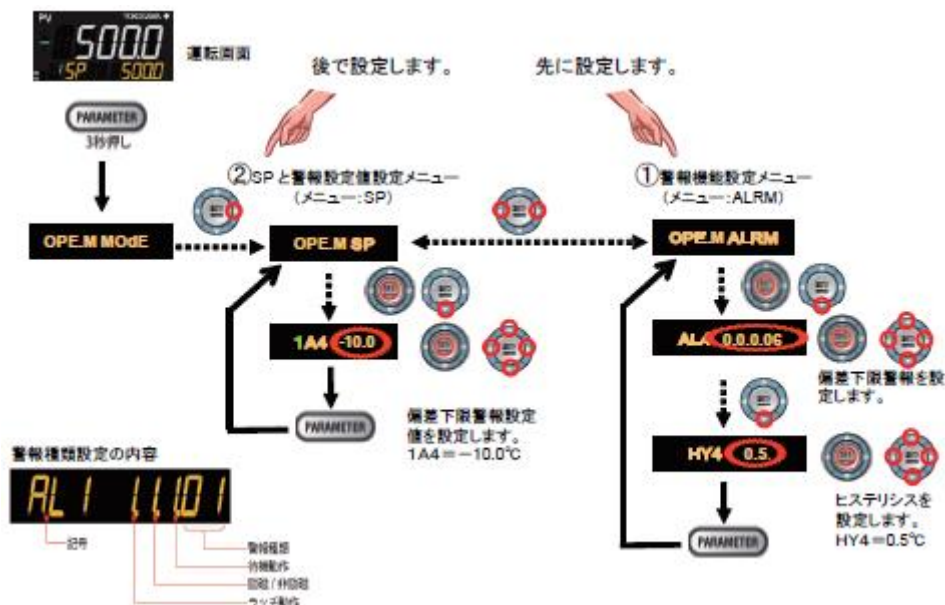 PV
YOKOGAWA
500.0
SP 500.0
運転画面
後で設定します。
先に設定します。
PARAMETER
3秒押し
②SPと警報設定値設定メニュー
(メニュー:SP)
①警報機能設定メニュー
(メニュー:ALRM)
OPE.M MOdE
OPE.M SP
OPE.M ALRM
1A4 -10.0
AL4 0.0.0.06
偏差下限警報を設
定します。
PARAMETER
偏差下限警報設定
値を設定します。
1A4=-10.0℃
HY4 0.5.
ヒステリシスを
設定します。
HY4=0.5℃
PARAMETER
警報種類設定の内容
AL1 1.1.1.01
記号
警報種類
待機動作
励磁/非励磁
ラッチ動作